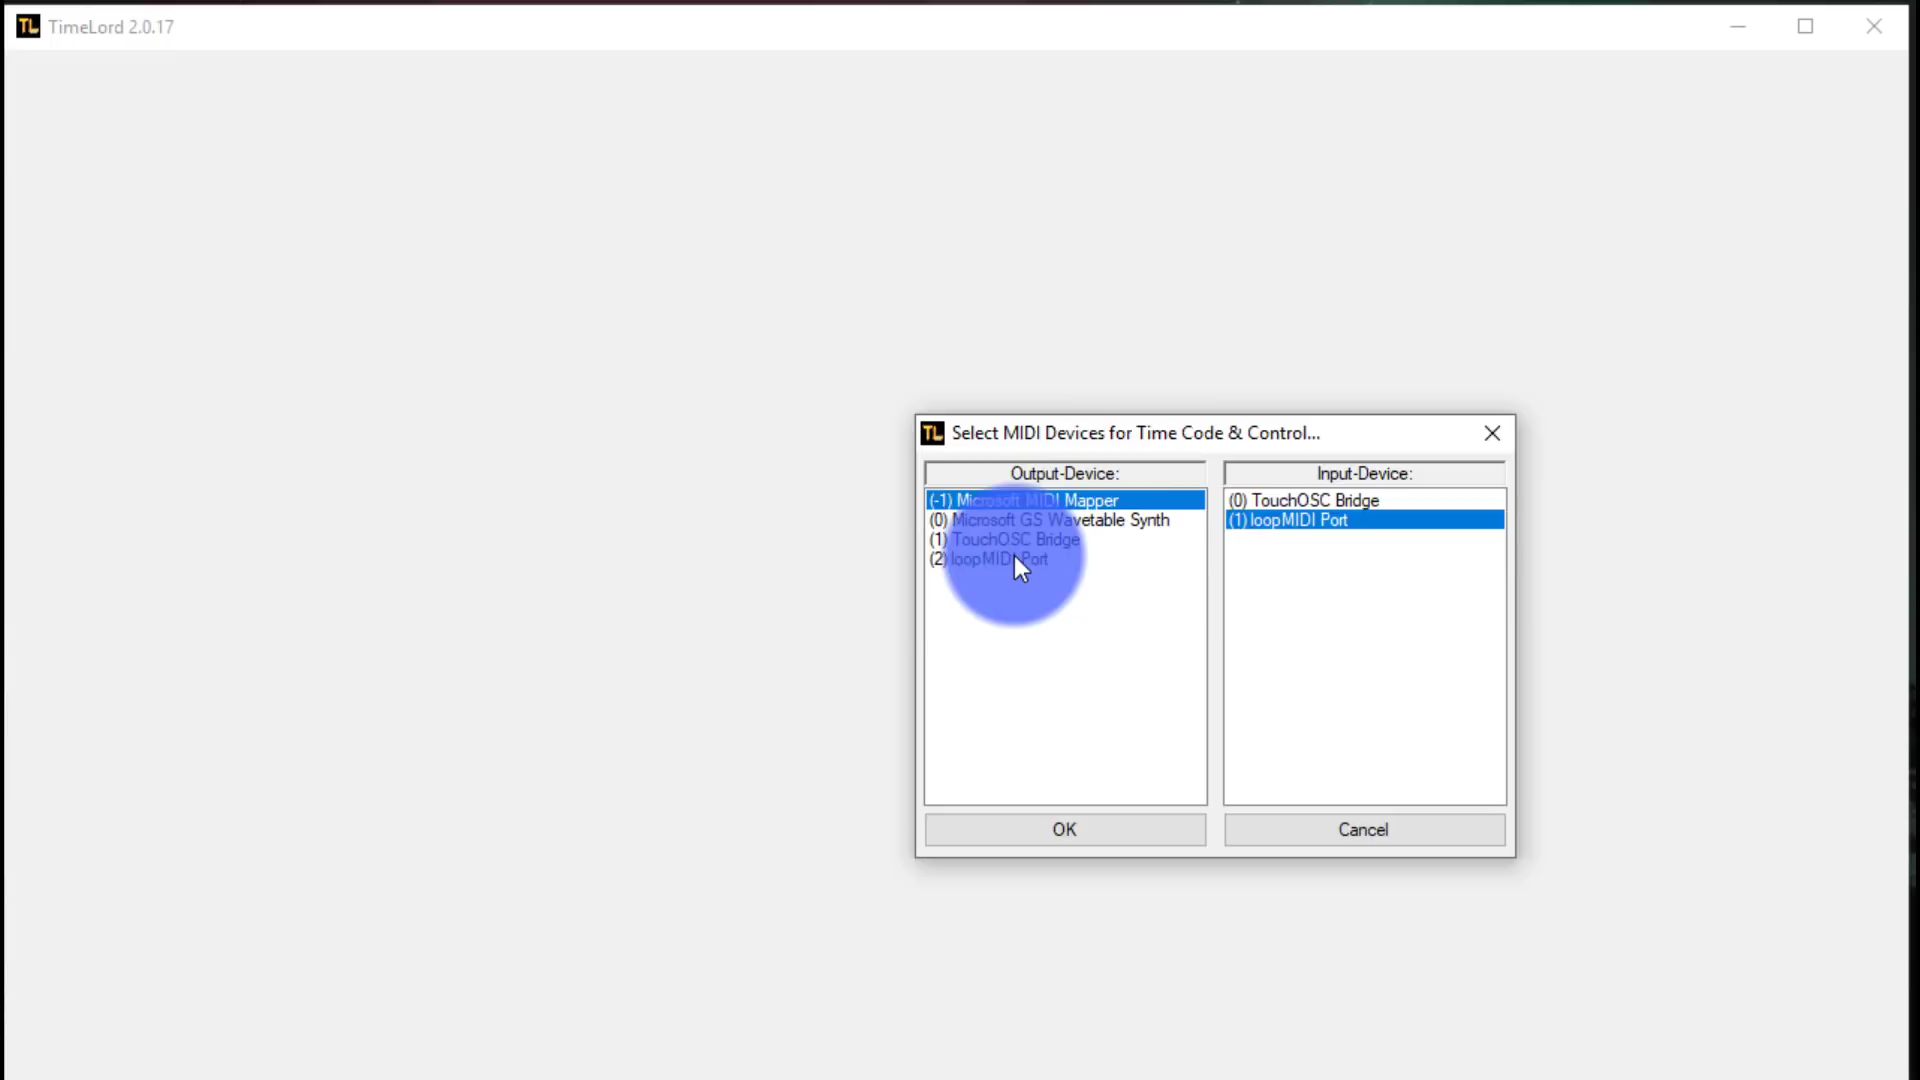 TL TimeLord 2.0.17
TL Select MIDI Devices for Time Code & Control...
Output-Device:
(-1) Microsoft MIDI Mapper
(0) Microsoft GS Wavetable Synth
(1) TouchOSC Bridge
(2) loopMIDI Port
OK
Input-Device:
(0) TouchOSC Bridge
(1) loopMIDI Port
Cancel